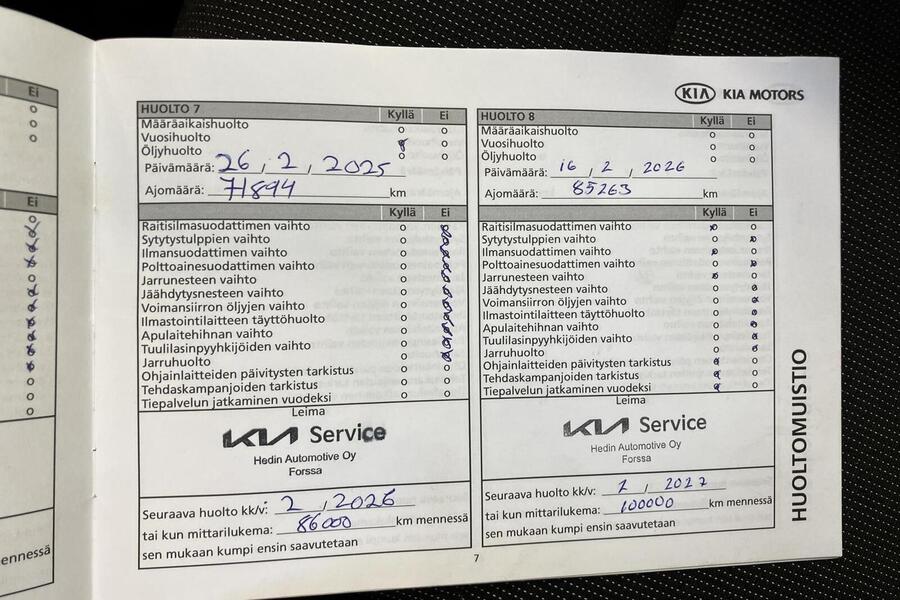 Ei
Ei
mennessä
KIA KIA MOTORS
HUOLTO 7 Kyllä Ei
Määräaikaishuolto
Vuosihuolto
Öljyhuolto
Päivämäärä: 26, 2, 2025
Ajomäärä: 71894 km
Kyllä Ei
Raitisilmasuodattimen vaihto
Sytytystulppien vaihto
Ilmansuodattimen vaihto
Polttoainesuodattimen vaihto
Jarrunesteen vaihto
Jäähdytysnesteen vaihto
Voimansiirron öljyjen vaihto
Ilmastointilaitteen täyttöhuolto
Apulaitehihnan vaihto
Tuulilasinpyyhkijöiden vaihto
Jarruhuolto
Ohjainlaitteiden päivitysten tarkistus
Tehdaskampanjoiden tarkistus
Tiepalvelun jatkaminen vuodeksi
Leima
KIA Service
Hedin Automotive Oy
Forssa
Seuraava huolto kk/v: 2, 2026
tai kun mittarilukema: 86000 km mennessä
sen mukaan kumpi ensin saavutetaan
HUOLTO 8 Kyllä Ei
Määräaikaishuolto
Vuosihuolto
Öljyhuolto
Päivämäärä: 16, 2, 2026
Ajomäärä: 85263 km
Kyllä Ei
Raitisilmasuodattimen vaihto
Sytytystulppien vaihto
Ilmansuodattimen vaihto
Polttoainesuodattimen vaihto
Jarrunesteen vaihto
Jäähdytysnesteen vaihto
Voimansiirron öljyjen vaihto
Ilmastointilaitteen täyttöhuolto
Apulaitehihnan vaihto
Tuulilasinpyyhkijöiden vaihto
Jarruhuolto
Ohjainlaitteiden päivitysten tarkistus
Tehdaskampanjoiden tarkistus
Tiepalvelun jatkaminen vuodeksi
Leima
KIA Service
Hedin Automotive Oy
Forssa
Seuraava huolto kk/v: 2, 2027
tai kun mittarilukema: 100000 km mennessä
sen mukaan kumpi ensin saavutetaan
HUOLTOMUISTIO
7